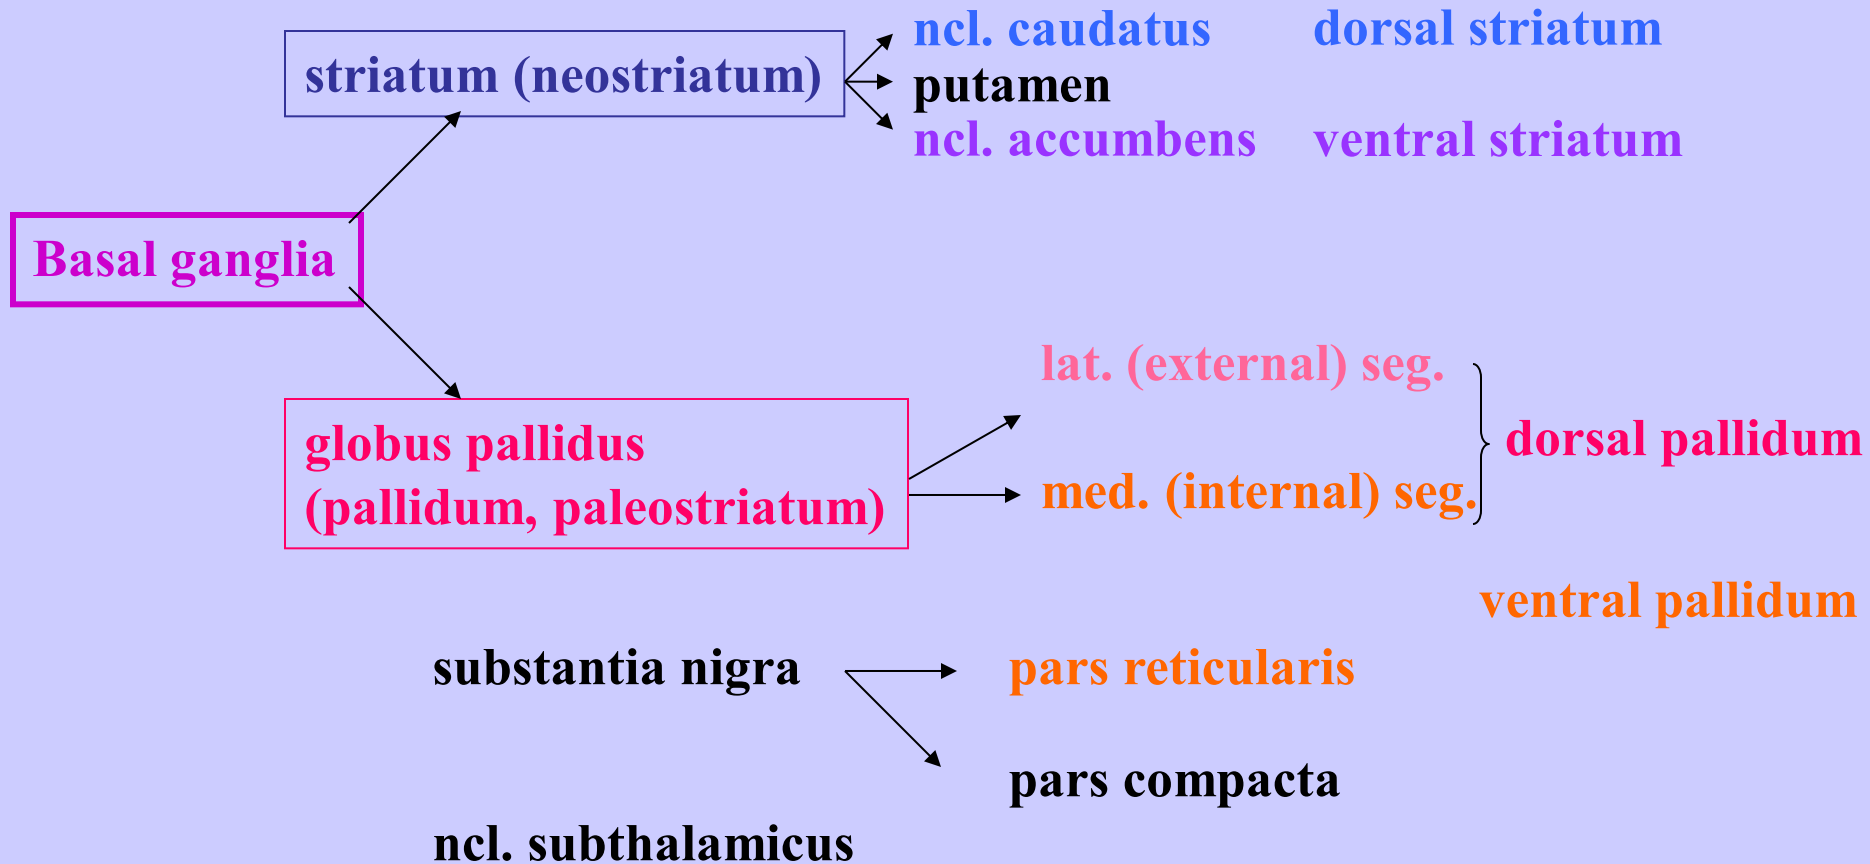 ncl. caudatus dorsal striatum
striatum (neostriatum)
putamen
ncl. accumbens ventral striatum
Basal ganglia
lat. (external) seg.
globus pallidus
(pallidum, paleostriatum)
med. (internal) seg.
dorsal pallidum
ventral pallidum
substantia nigra
pars reticularis
pars compacta
ncl. subthalamicus